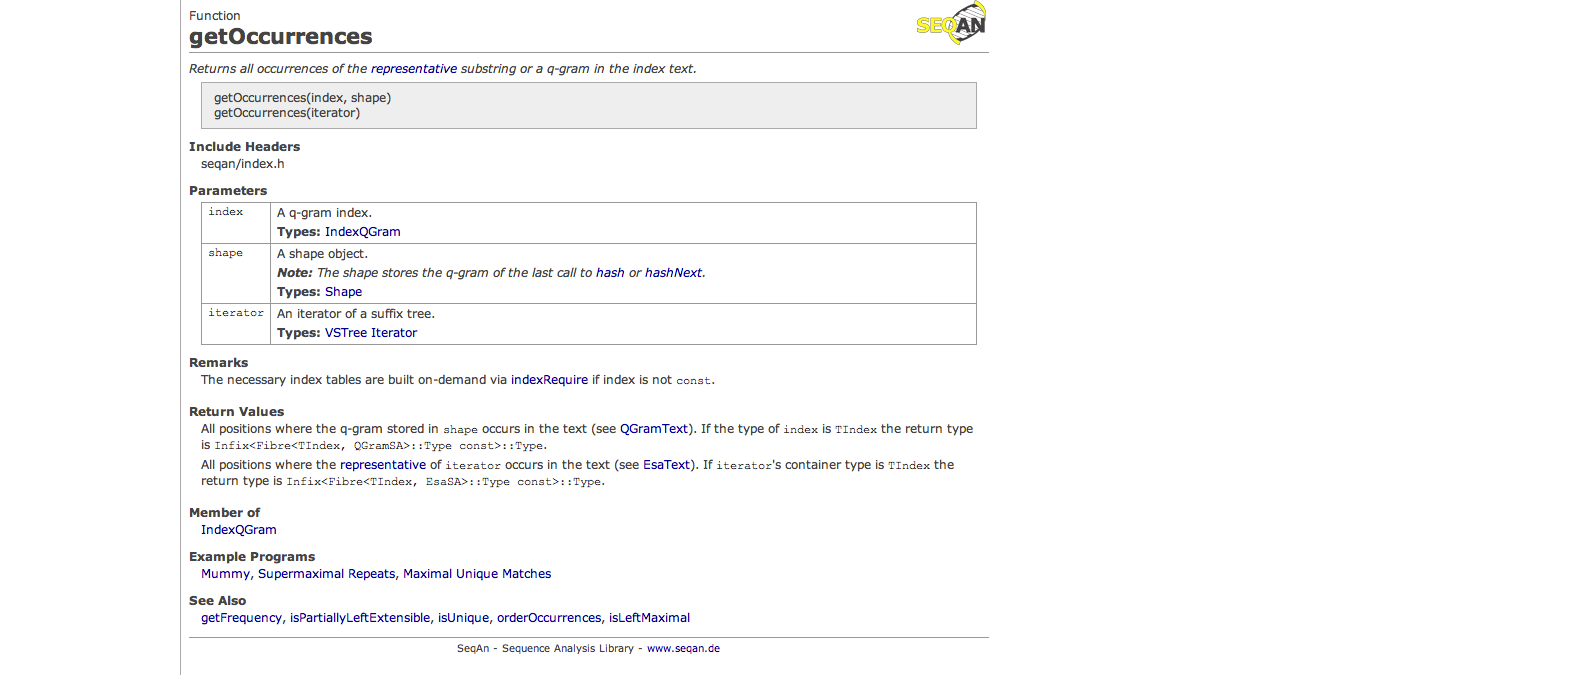 Function
SEQAN
getOccurrences
Returns all occurrences of the representative substring or a q-gram in the index text.
getOccurrences(index, shape)
getOccurrences(iterator)
Include Headers
seqan/index.h
Parameters
index
A q-gram index.
Types: IndexQGram
shape
A shape object.
Note: The shape stores the q-gram of the last call to hash or hashNext.
Types: Shape
iterator
An iterator of a suffix tree.
Types: VSTree Iterator
Remarks
The necessary index tables are built on-demand via indexRequire if index is not const.
Return Values
All positions where the q-gram stored in shape occurs in the text (see QGramText). If the type of index is TIndex the return type
is Infix<Fibre<TIndex, QGramSA>::Type const>::Type.
All positions where the representative of iterator occurs in the text (see EsaText). If iterator's container type is TIndex the
return type is Infix<Fibre<TIndex, EsaSA>::Type const>::Type.
Member of
IndexQGram
Example Programs
Mummy, Supermaximal Repeats, Maximal Unique Matches
See Also
getFrequency, isPartiallyLeftExtensible, isUnique, orderOccurrences, isLeftMaximal
SeqAn - Sequence Analysis Library - www.seqan.de